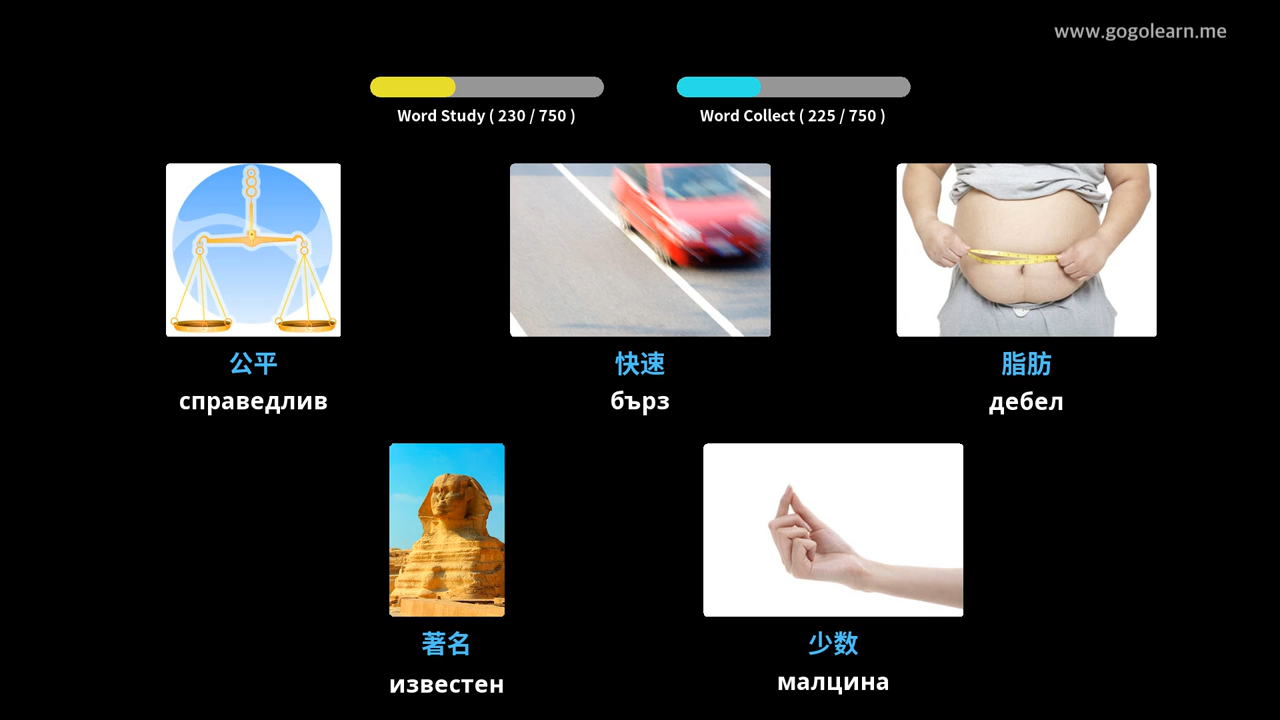 www.gogolearn.me
Word Study ( 230 / 750 )
Word Collect ( 225 / 750 )
公平
справедлив
快速
бърз
脂肪
дебел
著名
известен
少数
малцина